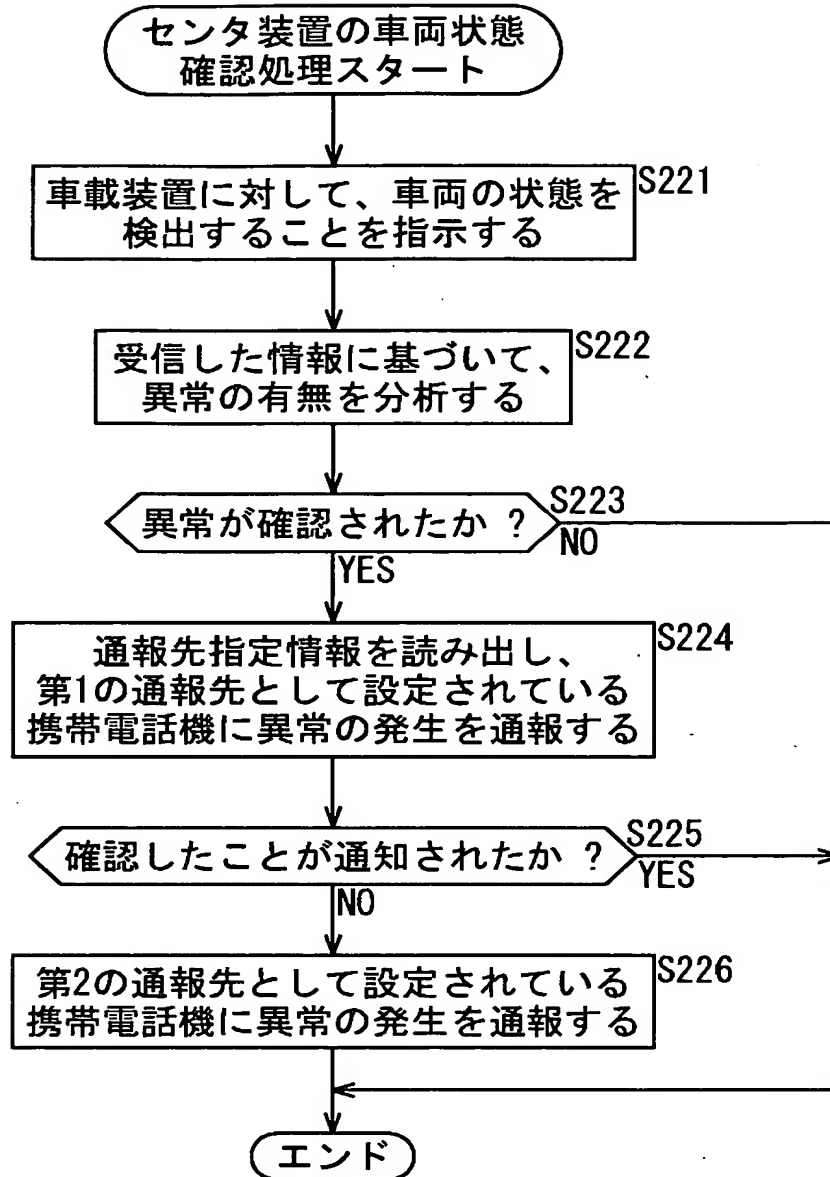 センタ装置の車両状態
確認処理スタート
車載装置に対して、車両の状態を
検出することを指示する
S221
受信した情報に基づいて、
異常の有無を分析する
S222
異常が確認されたか ?
S223
NO
YES
通報先指定情報を読み出し、
第1の通報先として設定されている
携帯電話機に異常の発生を通報する
S224
確認したことが通知されたか ?
S225
YES
NO
第2の通報先として設定されている
携帯電話機に異常の発生を通報する
S226
エンド